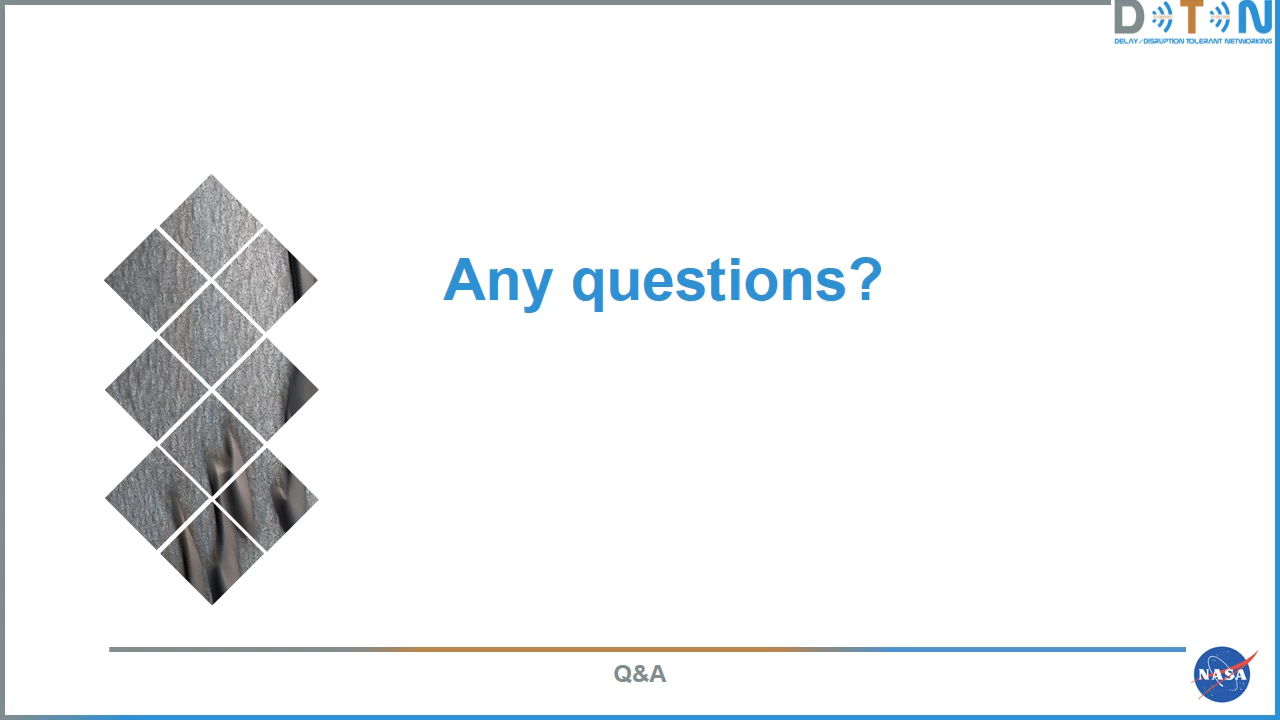 DTN
DELAY/DISRUPTION TOLERANT NETWORKING
Any questions?
Q&A
NASA